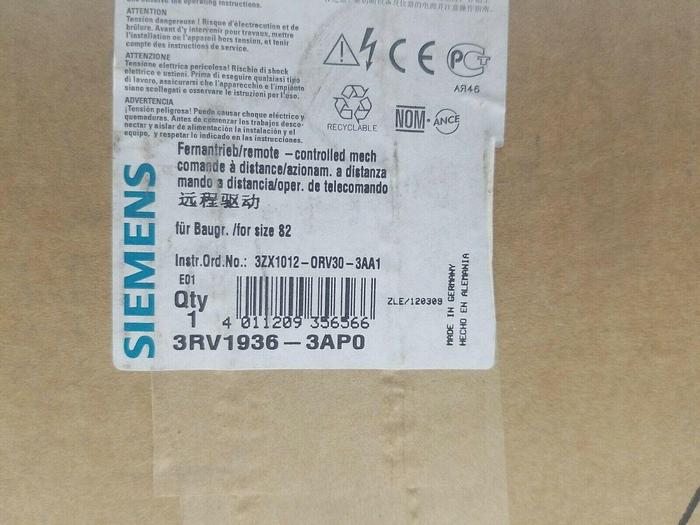 ATTENTION
Tension dangereuse ! Risque d'électrocution et de
brûlure. Avant d'y intervenir pour travaux, mettre
l'installation ou l'appareil hors tension, et tenir
compte des instructions de service.
ATTENZIONE
Tensione elettrica pericolosa! Rischio di shock
elettrico e ustioni. Prima di eseguire qualsiasi tipo
di lavoro, assicurarsi che l'apparecchio e l'impianto
siano scollegati e osservare le istruzioni per l'uso.
ADVERTENCIA
¡Tensión peligrosa! Puede causar choque eléctrico y
quemaduras. Antes de comenzar los trabajos desco-
nectar y aislar de alimentación la instalación y el
equipo, y respetar lo indicado en las instrucciones.
CE
РСТ
АЯ46
RECYCLABLE
NOM-ANCE
Fernantrieb/remote -controlled mech
comande à distance/azionam. a distanza
mando a distancia/oper. de telecomando
远程驱动
für Baugr. /for size 82
Instr.Ord.No.: 3ZX1012-0RV30-3AA1
E01
Qty
1
4 011209 356566
ZLE/120309
3RV1936-3AP0
SIEMENS
MADE IN GERMANY
HECHO EN ALEMANIA